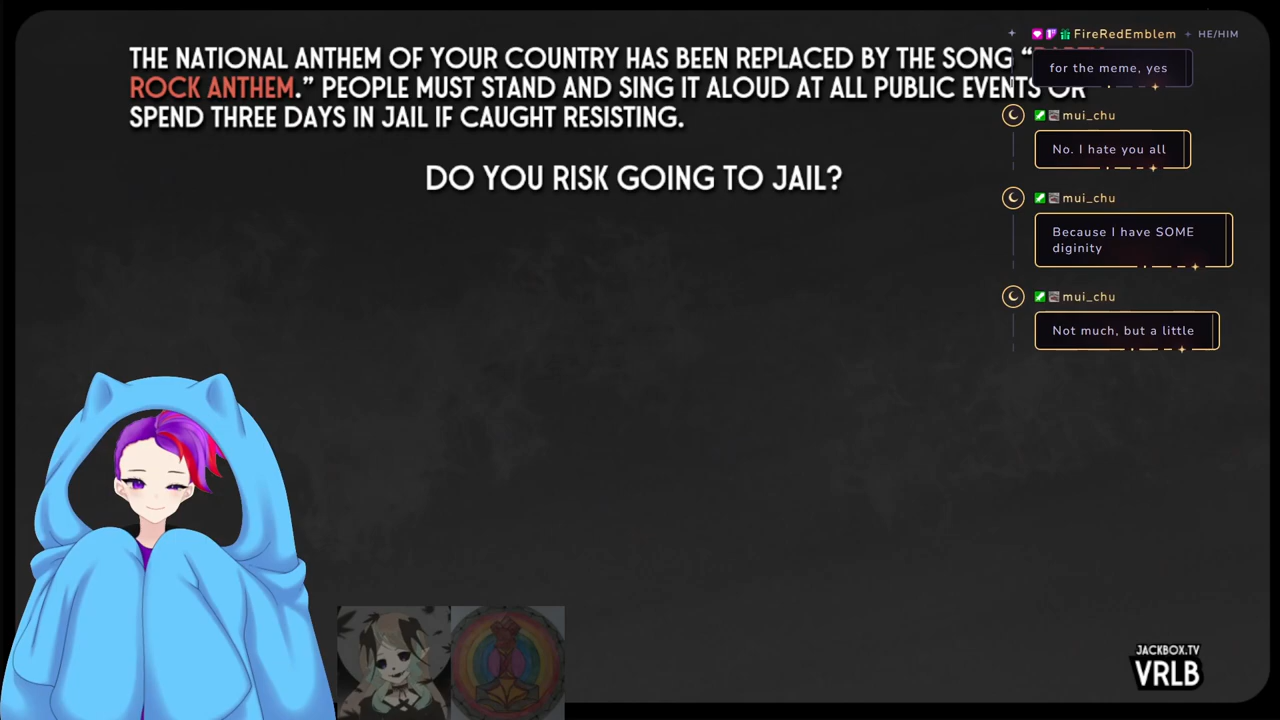 THE NATIONAL ANTHEM OF YOUR COUNTRY HAS BEEN REPLACED BY THE SONG “PARTY
ROCK ANTHEM.” PEOPLE MUST STAND AND SING IT ALOUD AT ALL PUBLIC EVENTS OR
SPEND THREE DAYS IN JAIL IF CAUGHT RESISTING.
DO YOU RISK GOING TO JAIL?
FireRedEmblem HE/HIM
for the meme, yes
mui_chu
No. I hate you all
mui_chu
Because I have SOME
diginity
mui_chu
Not much, but a little
JACKBOX.TV
VRLB